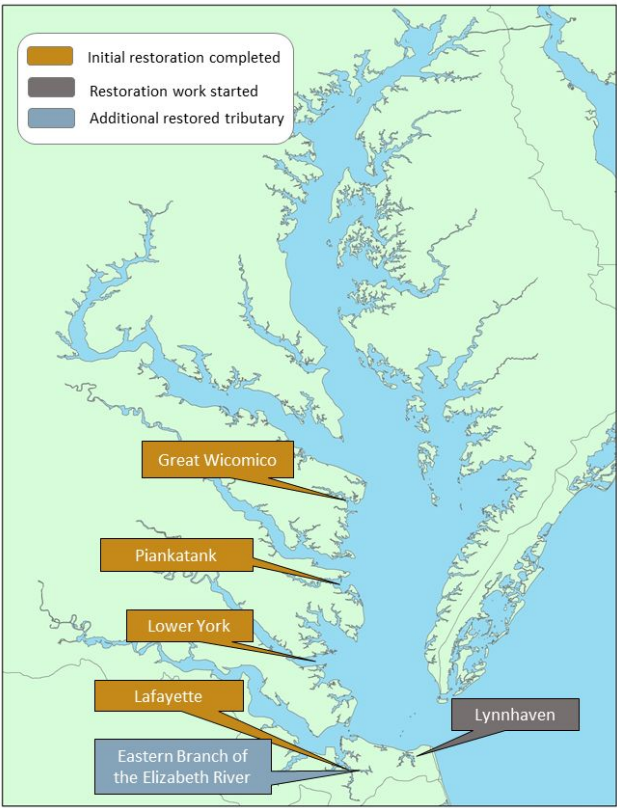 Initial restoration completed
Restoration work started
Additional restored tributary
Great Wicomico
Piankatank
Lower York
Lafayette
Lynnhaven
Eastern Branch of
the Elizabeth River